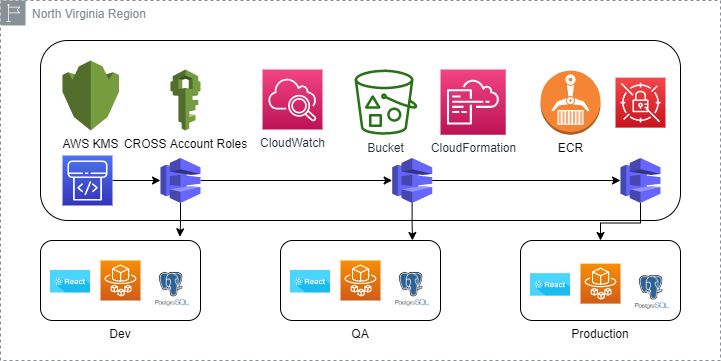 North Virginia Region
AWS KMS
CROSS Account Roles
CloudWatch
Bucket
CloudFormation
ECR
React
PostgreSQL
React
PostgreSQL
React
PostgreSQL
Dev
QA
Production